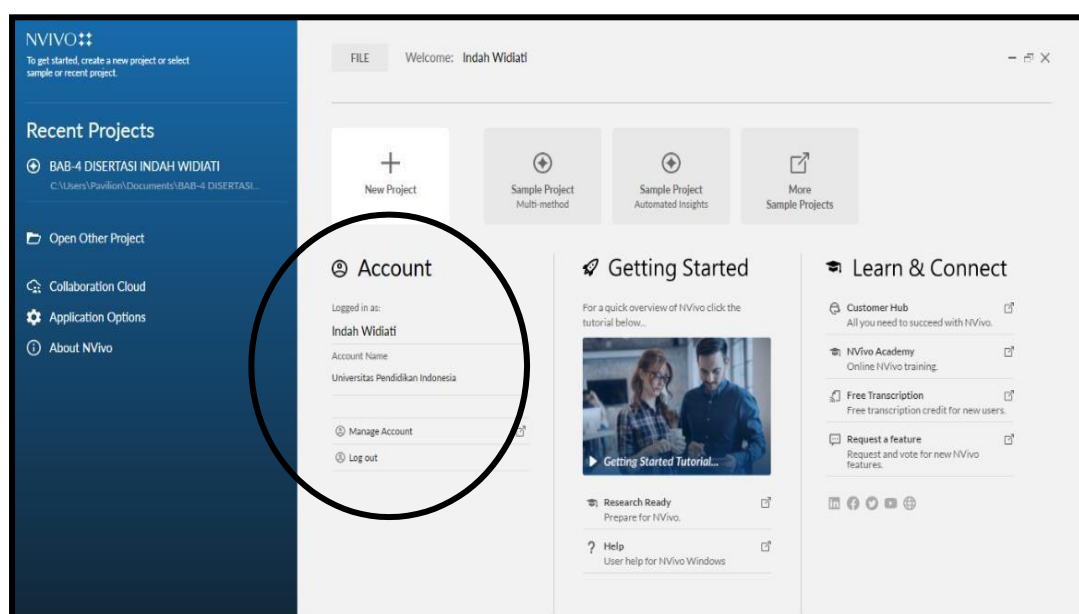 NVIVO
To get started, create a new project or select
sample or recent project.
Recent Projects
BAB-4 DISERTASI INDAH WIDIATI
C:\Users\Pavilion\Documents\BAB-4 DISERTASI...
Open Other Project
Collaboration Cloud
Application Options
About NVivo
FILE Welcome: Indah Widiati
New Project
Sample Project
Multi-method
Sample Project
Automated Insights
More
Sample Projects
Account
Logged in as:
Indah Widiati
Account Name
Universitas Pendidikan Indonesia
Manage Account
Log out
Getting Started
For a quick overview of NVivo click the
tutorial below...
Getting Started Tutorial...
Research Ready
Prepare for NVivo.
Help
User help for NVivo Windows
Learn & Connect
Customer Hub
All you need to succeed with NVivo.
NVivo Academy
Online NVivo training.
Free Transcription
Free transcription credit for new users.
Request a feature
Request and vote for new NVivo
features.